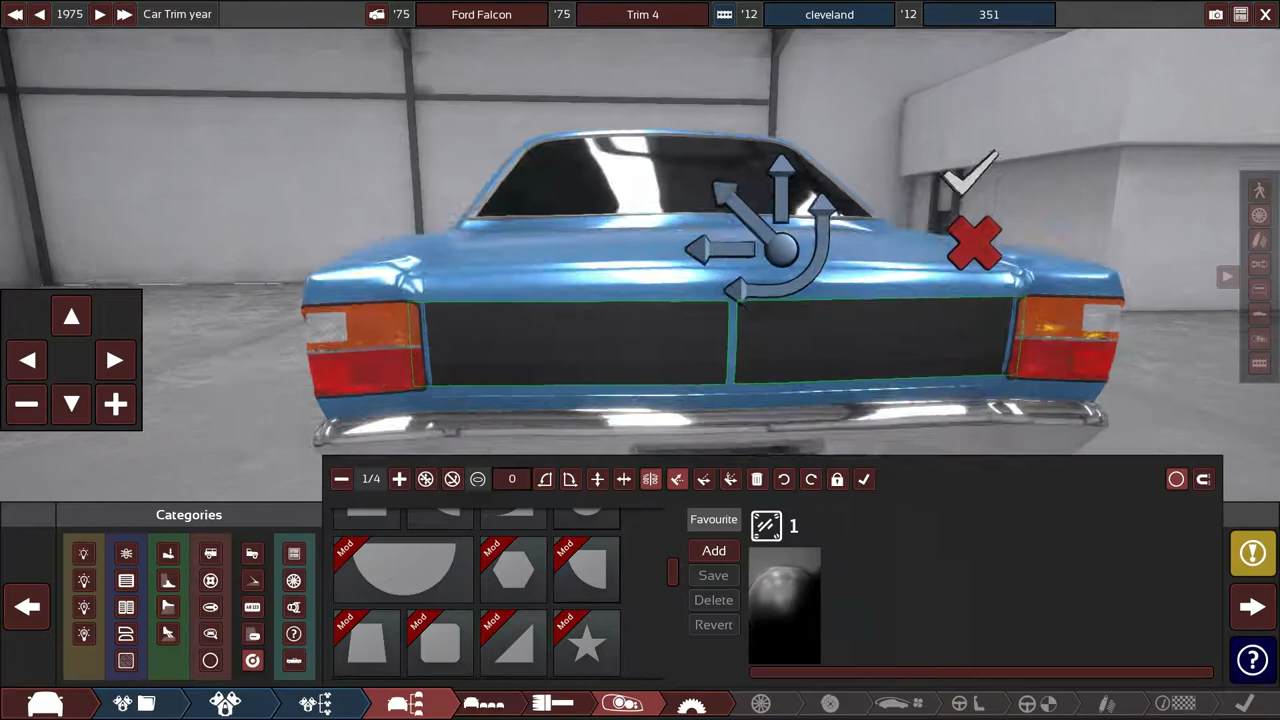 1975 Car Trim year '75 Ford Falcon '75 Trim 4 '12 cleveland '12 351
1/4 0
Categories
Favourite
1
Add
Save
Delete
Revert
Mod Mod Mod
Mod Mod Mod Mod